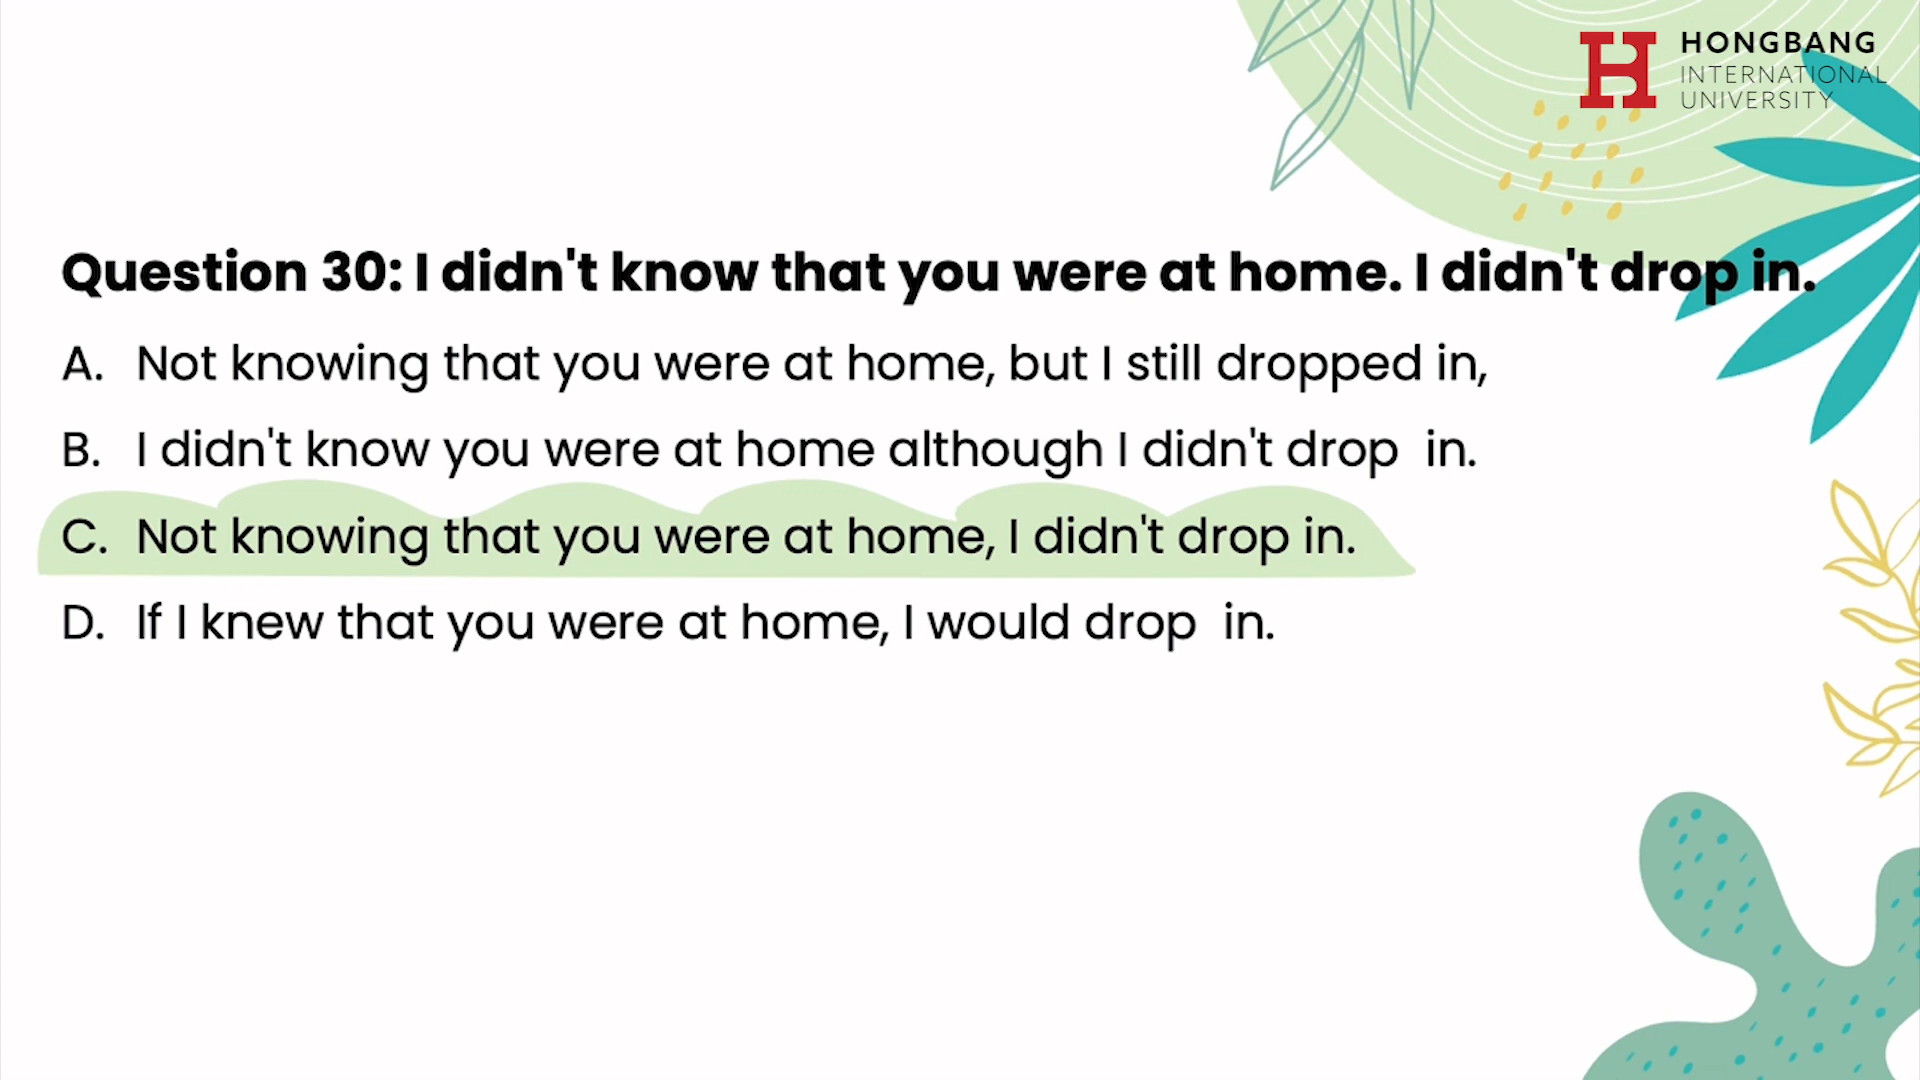 HONGBANG
INTERNATIONAL
UNIVERSITY
Question 30: I didn't know that you were at home. I didn't drop in.
A. Not knowing that you were at home, but I still dropped in,
B. I didn't know you were at home although I didn't drop  in.
C. Not knowing that you were at home, I didn't drop in.
D. If I knew that you were at home, I would drop  in.